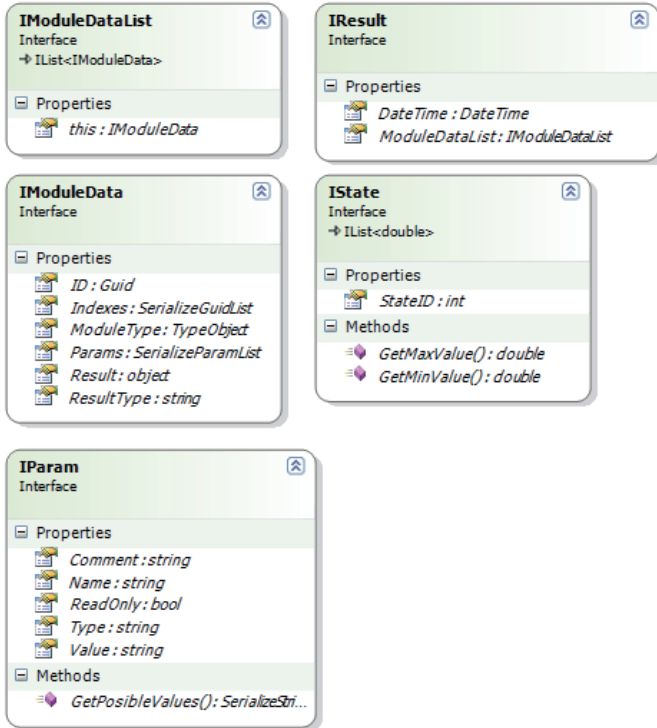 IModuleDataList
Interface
IList<IModuleData>
Properties
this : IModuleData
IResult
Interface
Properties
DateTime : DateTime
ModuleDataList : IModuleDataList
IModuleData
Interface
Properties
ID : Guid
Indexes : SerializeGuidList
ModuleType : TypeObject
Params : SerializeParamList
Result : object
ResultType : string
IState
Interface
IList<double>
Properties
StateID : int
Methods
GetMaxValue() : double
GetMinValue() : double
IParam
Interface
Properties
Comment : string
Name : string
ReadOnly : bool
Type : string
Value : string
Methods
GetPosibleValues() : SerializeStri...